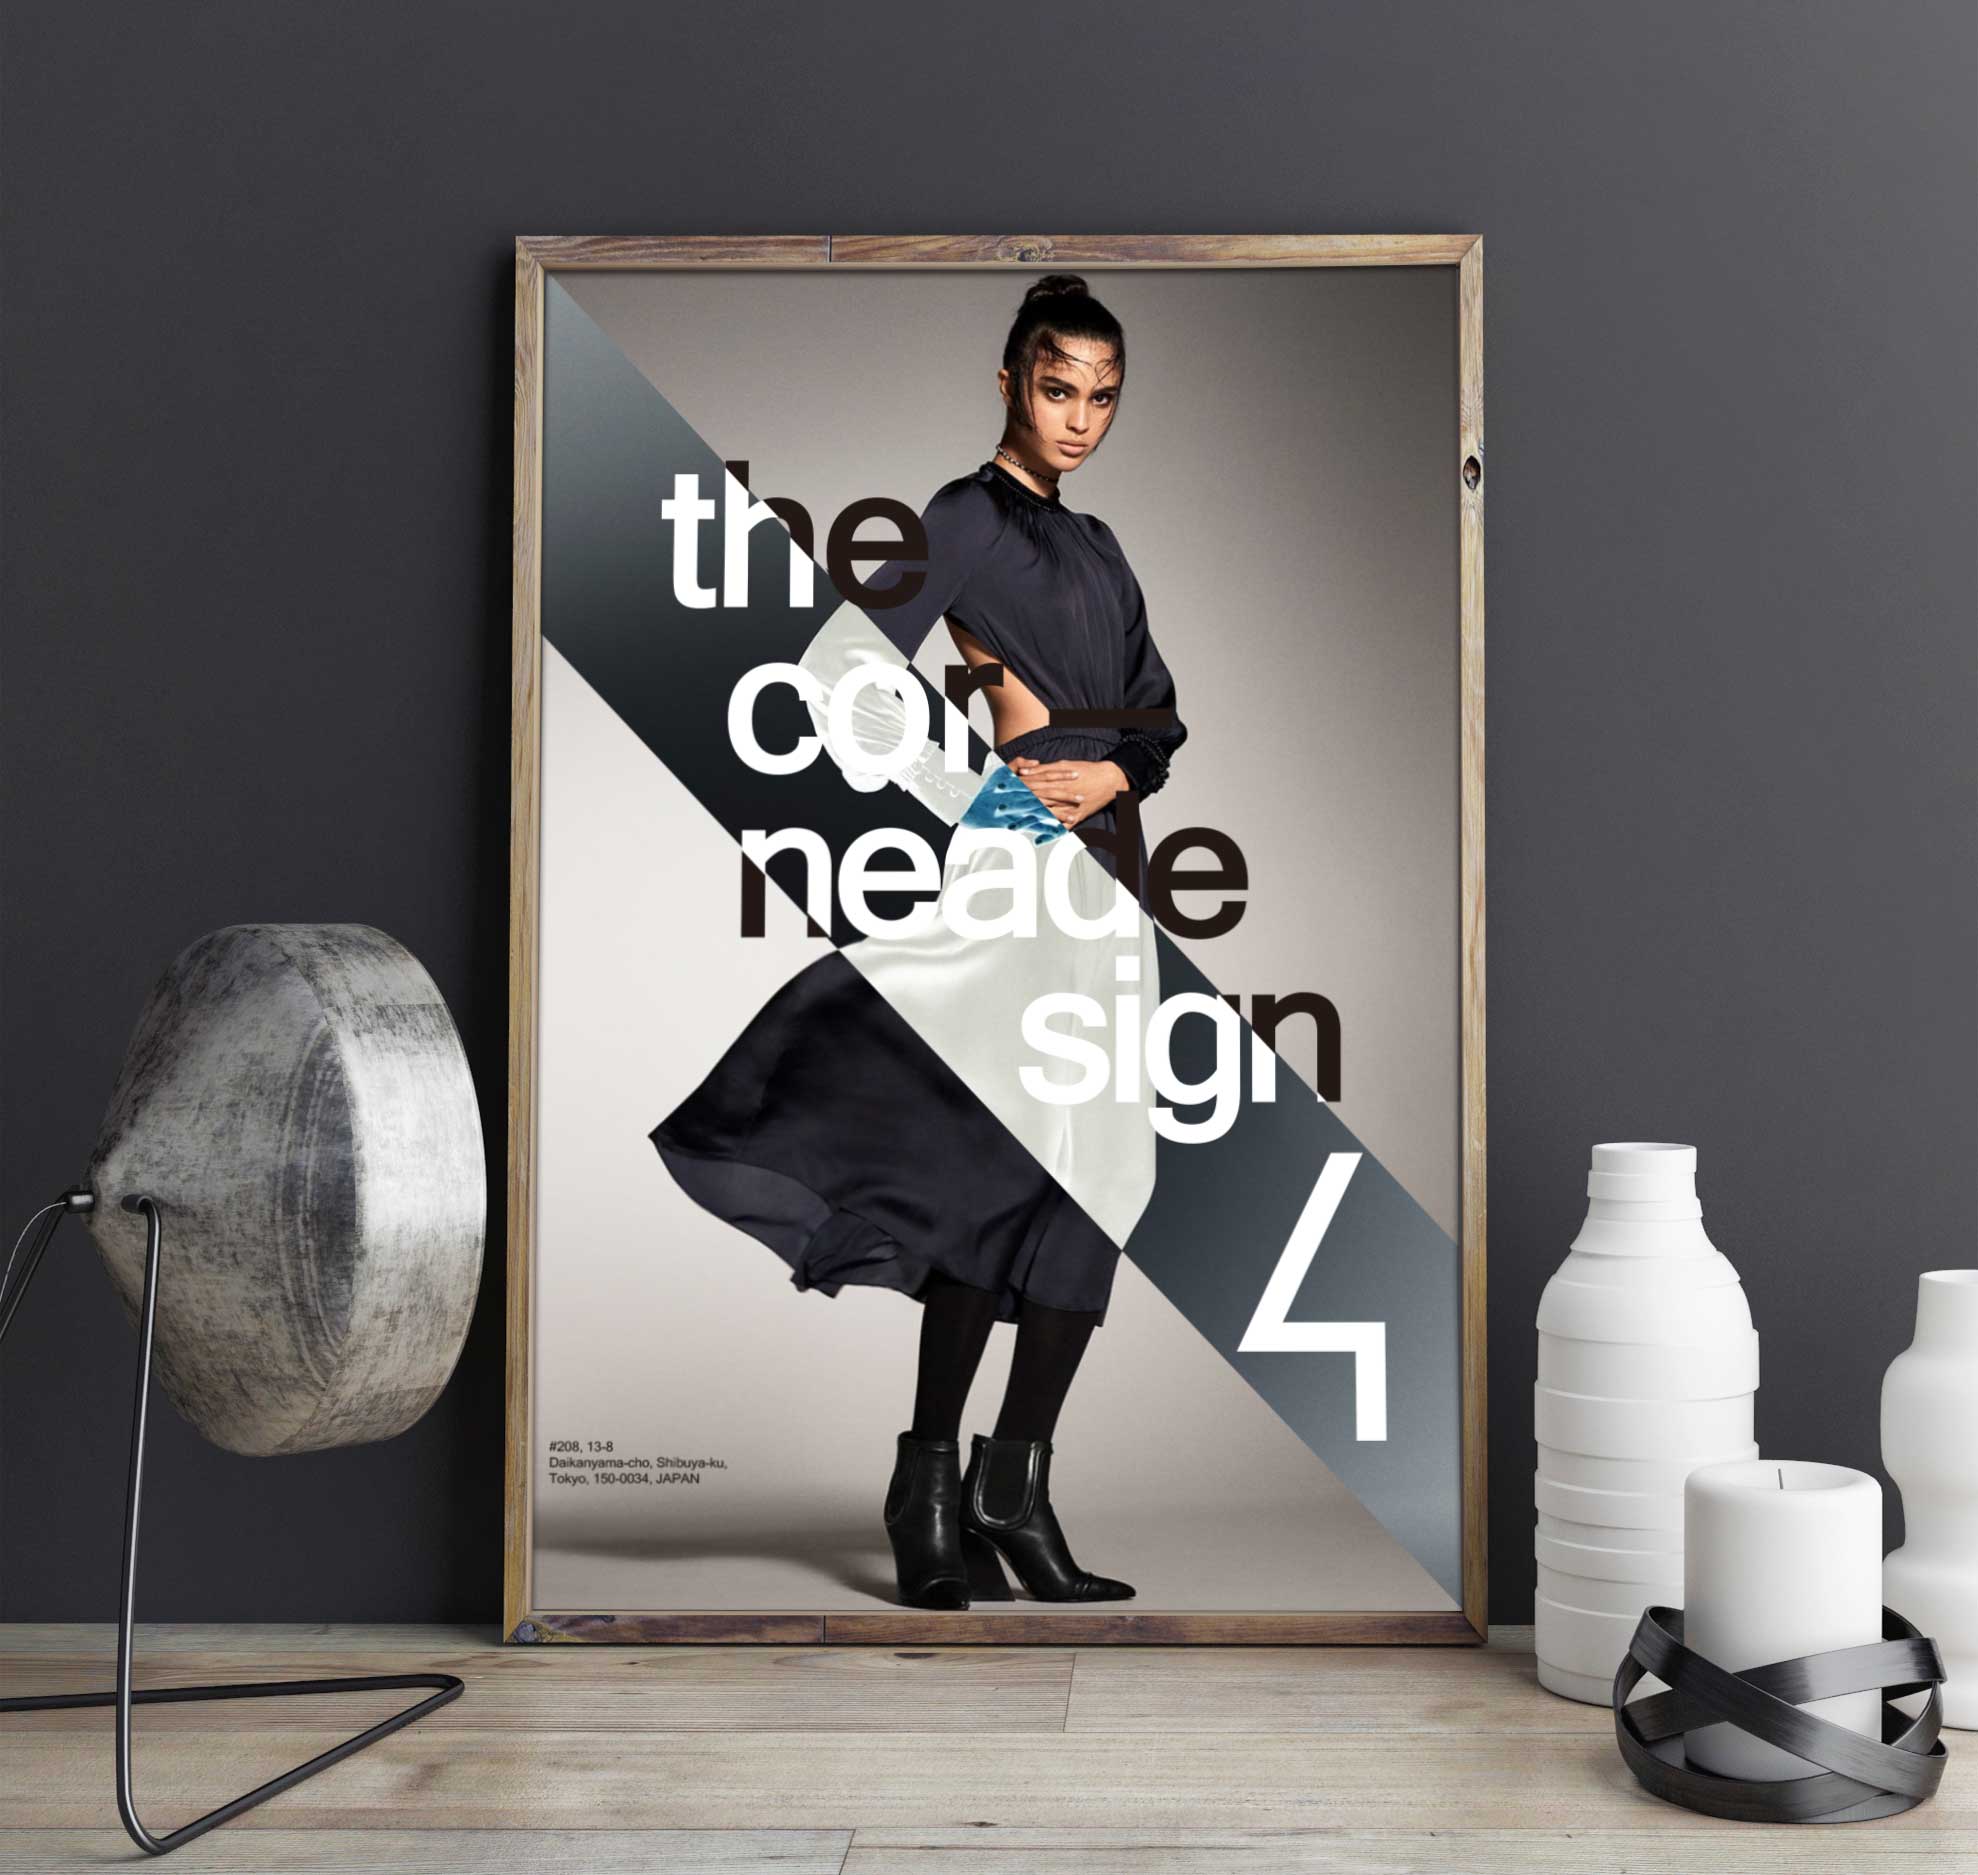 the
cor—
neade
sign
4
#208, 13-8
Daikanyama-cho, Shibuya-ku,
Tokyo, 150-0034, JAPAN